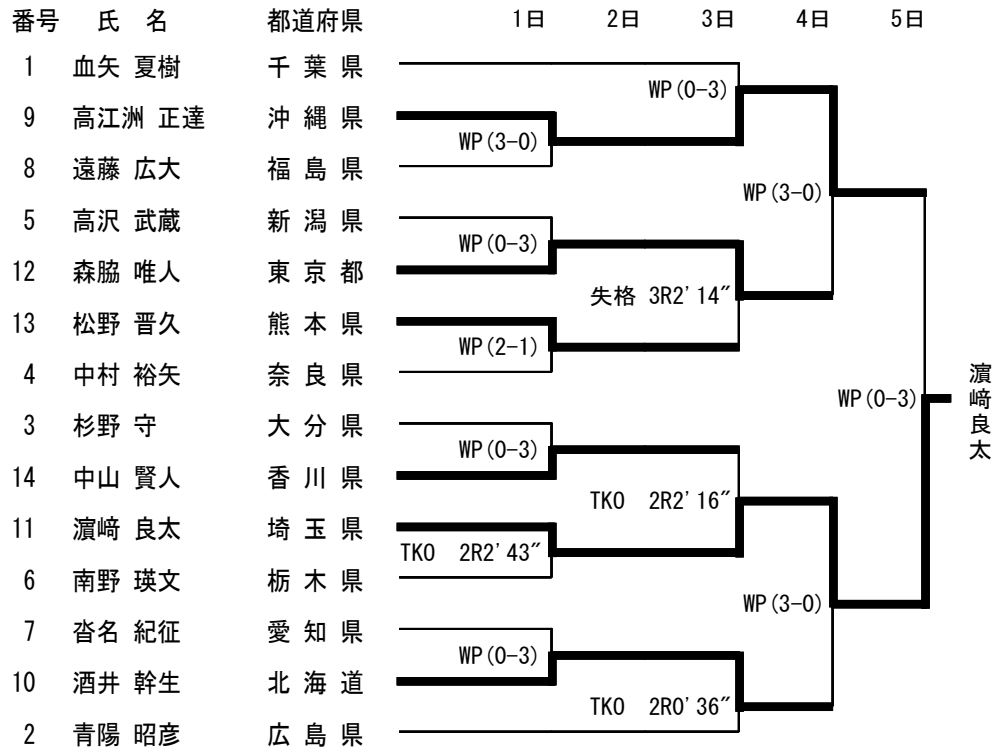 番号 氏 名 都道府県 1日 2日 3日 4日 5日
1 血矢 夏樹 千 葉 県
WP(0-3)
9 高江洲 正達 沖 縄 県
WP(3-0)
8 遠藤 広大 福 島 県
WP(3-0)
5 高沢 武蔵 新 潟 県
WP(0-3)
12 森脇 唯人 東 京 都
失格 3R2'14″
13 松野 晋久 熊 本 県
WP(2-1)
4 中村 裕矢 奈 良 県
WP(0-3)
濵﨑良太
3 杉野 守 大 分 県
WP(0-3)
14 中山 賢人 香 川 県
TKO 2R2'16″
11 濵﨑 良太 埼 玉 県
TKO 2R2'43″
6 南野 瑛文 栃 木 県
WP(3-0)
7 沓名 紀征 愛 知 県
WP(0-3)
10 酒井 幹生 北 海 道
TKO 2R0'36″
2 青陽 昭彦 広 島 県